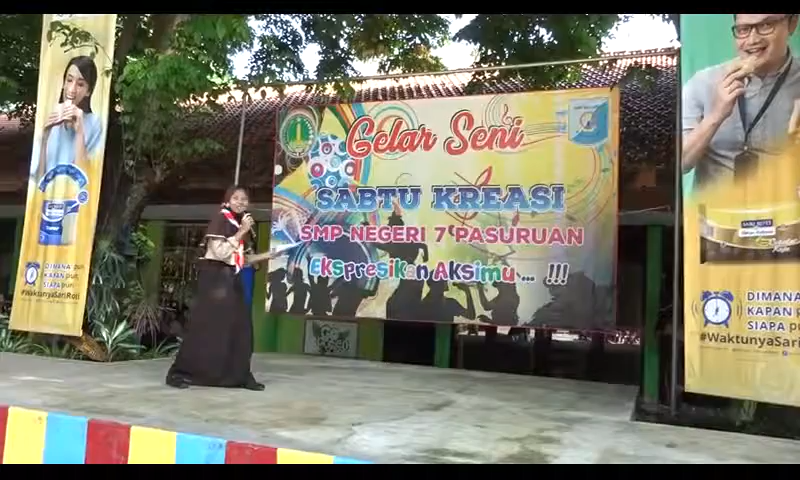 Gelar Seni
SABTU KREASI
SMP NEGERI 7 PASURUAN
Ekspresikan Aksimu ... !!!
DIMANA pun
KAPAN pun
SIAPA pun
#WaktunyaSariRoti
DIMANA
KAPAN
SIAPA
#WaktunyaSari